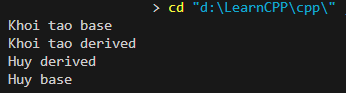 > cd "d:\LearnCPP\cpp\"
Khoi tao base
Khoi tao derived
Huy derived
Huy base